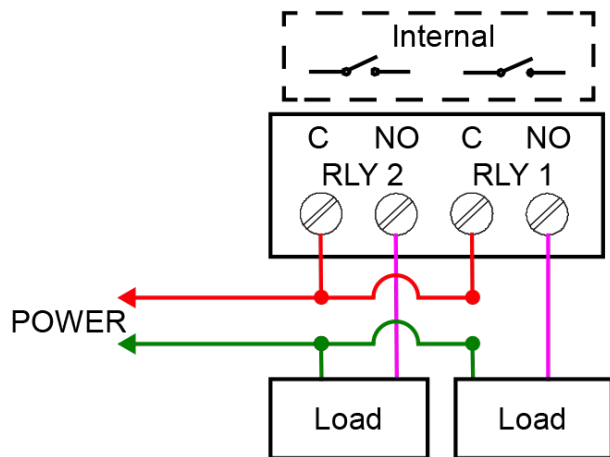 Internal
C NO C NO
RLY 2 RLY 1
POWER
Load Load